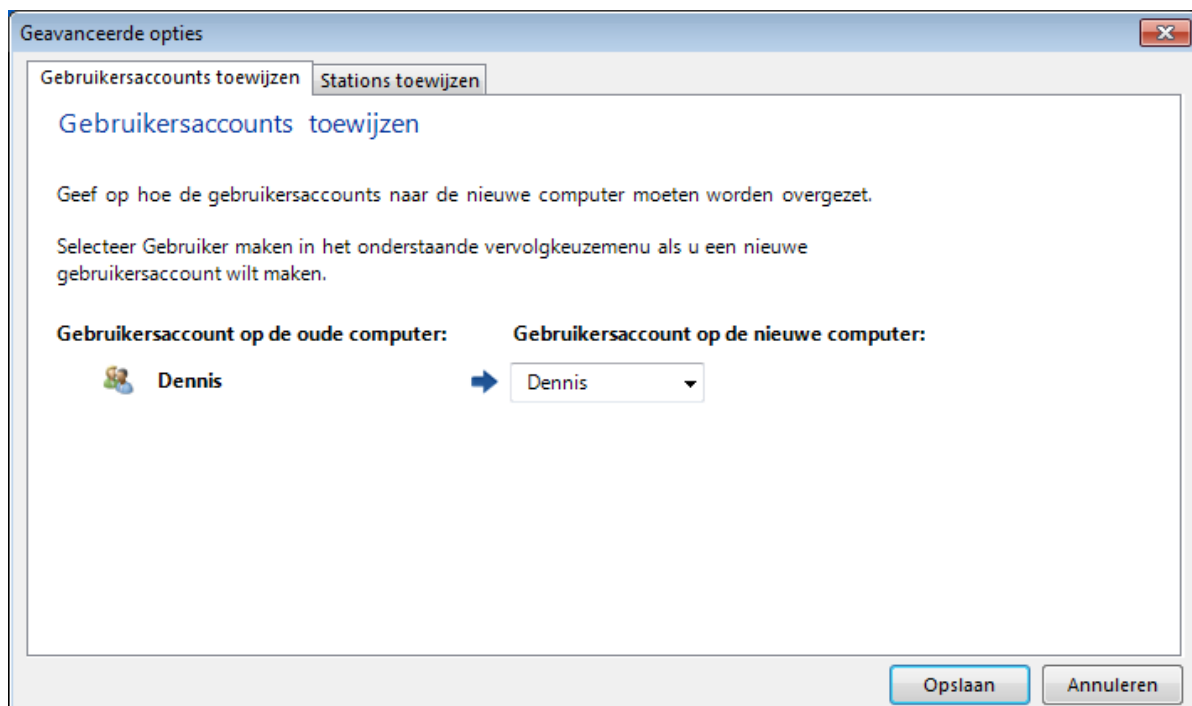 Geavanceerde opties
Gebruikersaccounts toewijzen
Stations toewijzen
Gebruikersaccounts toewijzen
Geef op hoe de gebruikersaccounts naar de nieuwe computer moeten worden overgezet.
Selecteer Gebruiker maken in het onderstaande vervolgkeuzemenu als u een nieuwe
gebruikersaccount wilt maken.
Gebruikersaccount op de oude computer:
Gebruikersaccount op de nieuwe computer:
Dennis
Dennis
Opslaan
Annuleren